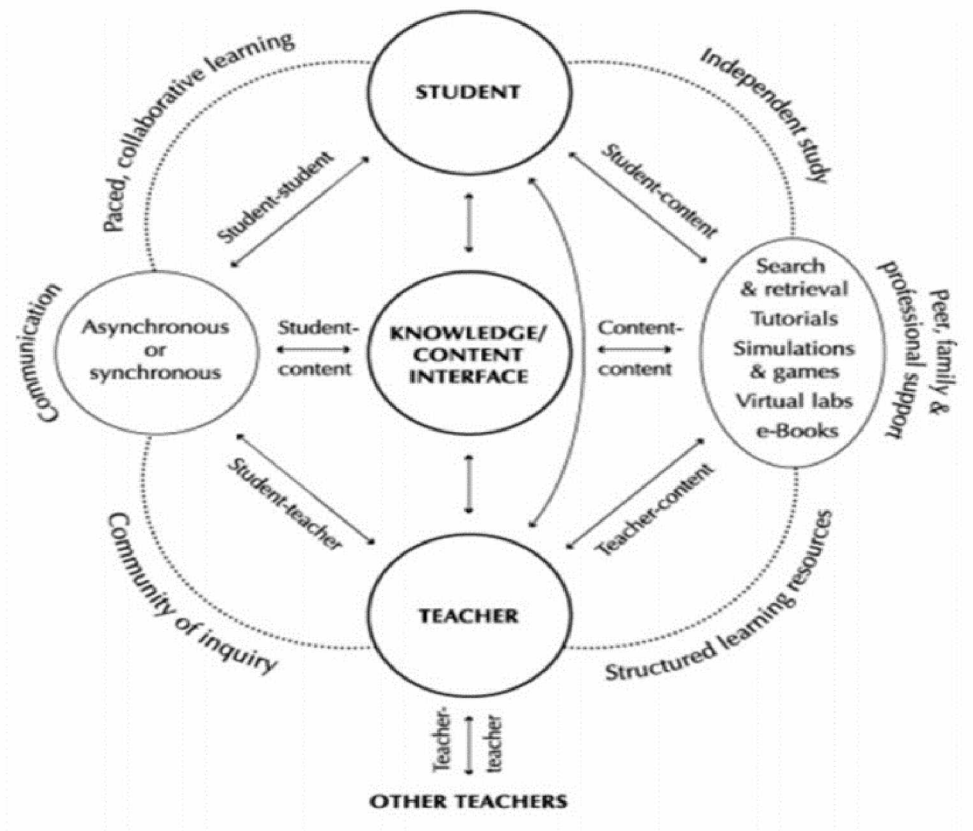 Paced, collaborative learning
STUDENT
Independent study
Student-student
Student-content
Communication
Asynchronous
or
synchronous
Student-
content
KNOWLEDGE/
CONTENT
INTERFACE
Content-
content
Search
& retrieval
Tutorials
Simulations
& games
Virtual labs
e-Books
Peer, family &
professional support
Student-teacher
Teacher-content
Community of inquiry
TEACHER
Structured learning resources
Teacher-
teacher
OTHER TEACHERS